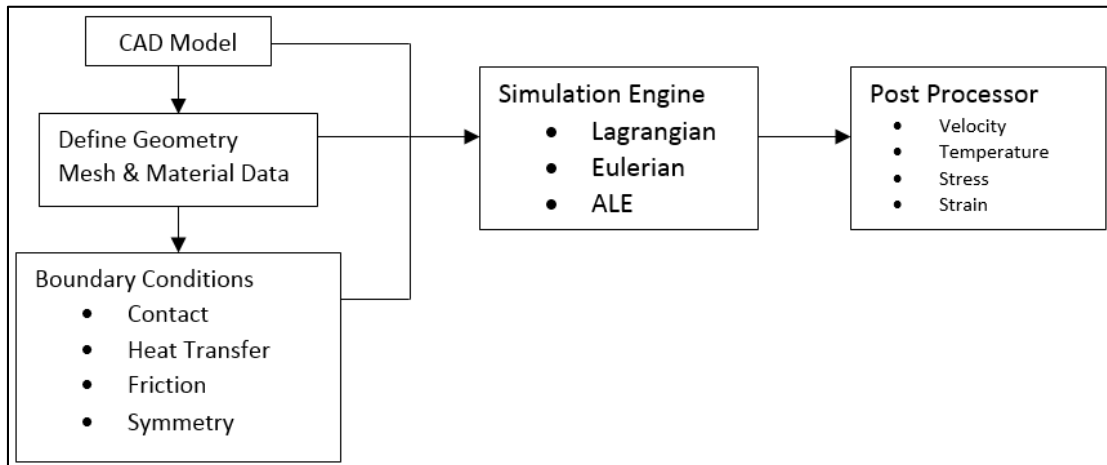 CAD Model
Define Geometry
Mesh & Material Data
Boundary Conditions
• Contact
• Heat Transfer
• Friction
• Symmetry
Simulation Engine
• Lagrangian
• Eulerian
• ALE
Post Processor
• Velocity
• Temperature
• Stress
• Strain